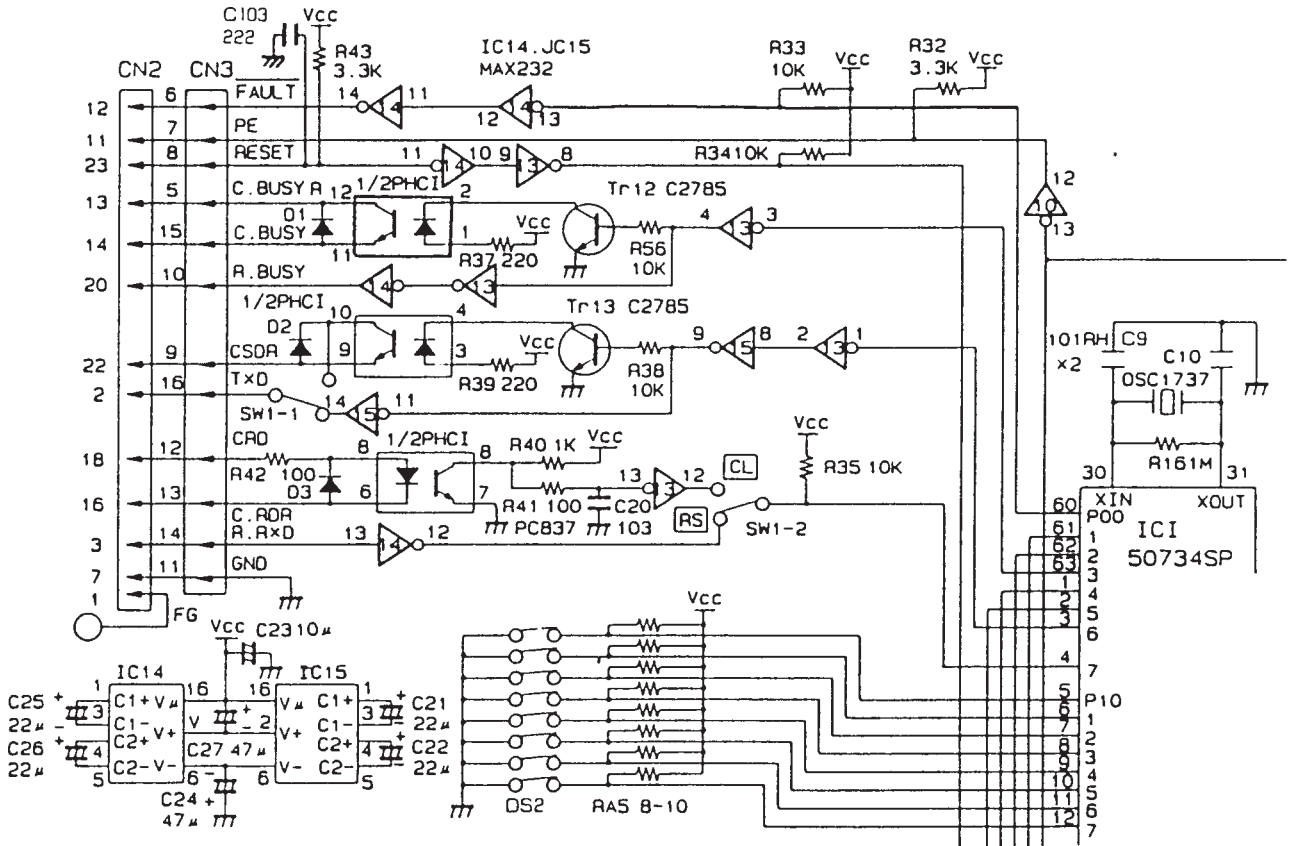 C103 Vcc
222
R43
3.3K
IC14.JC15
MAX232
R33
10K
Vcc
R32
3.3K
Vcc
CN2 CN3
12 6 FAULT 14 14 11 12 14 13
11 7 PE
23 8 RESET 11 14 10 9 13 8
R3410K
12
10
13
1/2PHCI
13 5 C.BUSY R 12 2
Tr12 C2785
D1
Vcc
4 13 3
14 15 C.BUSY 11 1
R37 220
R56
10K
20 10 R.BUSY 14 13
1/2PHCI
Tr13 C2785
D2 10 4
Vcc
9 15 8 2 13 1
22 9 CSDR 9 3
R39 220
R38
10K
2 16 TxD
SW1-1 14 15 11
101RH C9
x2
C10
OSC1737
R161M
30 31
XIN XOUT
1/2PHCI
18 12 CRD 8 8
R42 100
R40 1K Vcc
Vcc
R35 10K
13 13 12 CL
D3 6 7
16 13 C.RDR
R41 100
PC837
C20
103
RS
SW1-2
3 14 R.RxD 13 14 12
7 11 GND
1 FG
IC1
50734SP
60 P00
61 1
62 2
63 3
1 4
2 5
3 6
4 7
5 P10
6 1
7 2
8 3
9 4
10 5
11 6
12 7
Vcc C2310μ
IC14 IC15
C25 + 1 C1+ Vμ 16 16 Vμ C1+ 1 + C21
22μ - 3 C1- V + - 2 V+ C1- 3 - 22μ
C26 + 4 C2+ C27 47μ C2+ 4 + C22
22μ 5 C2- V- 6 - 6 V- C2- 5 - 22μ
C24 +
47μ
Vcc
DS2 RA5 8-10